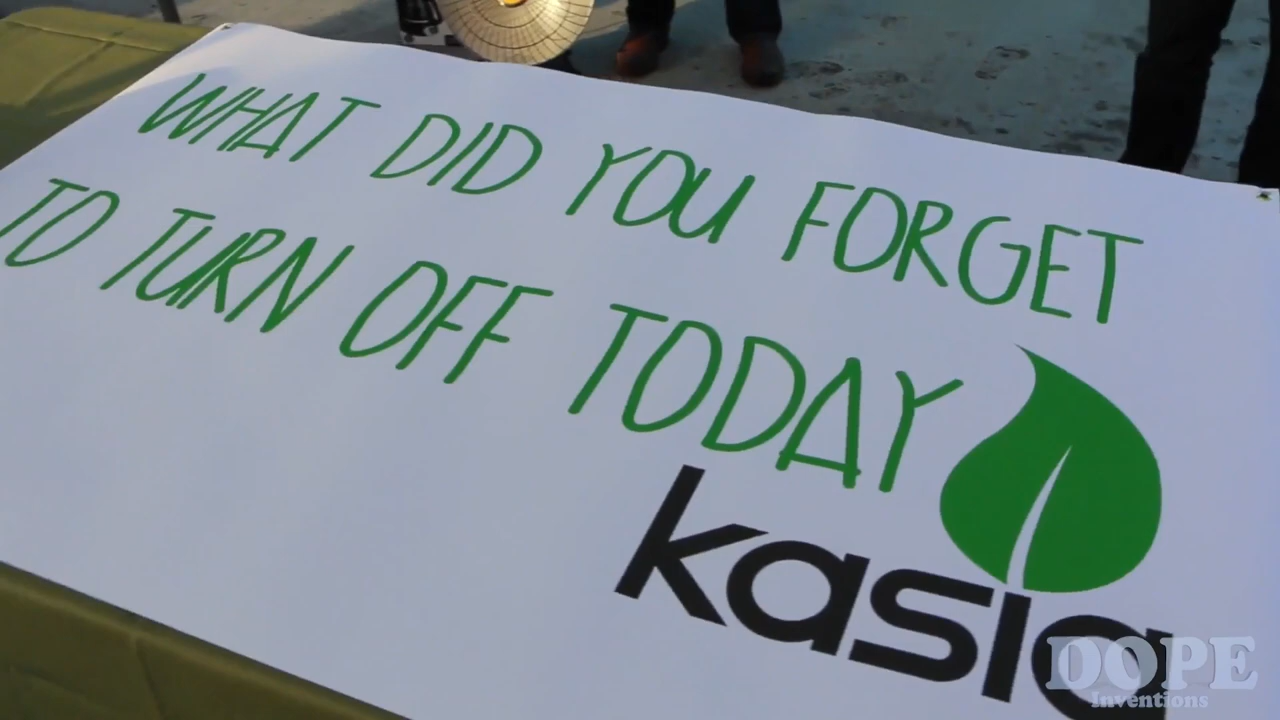 WHAT DID YOU FORGET
TO TURN OFF TODAY
kasia
DOPE
Inventions